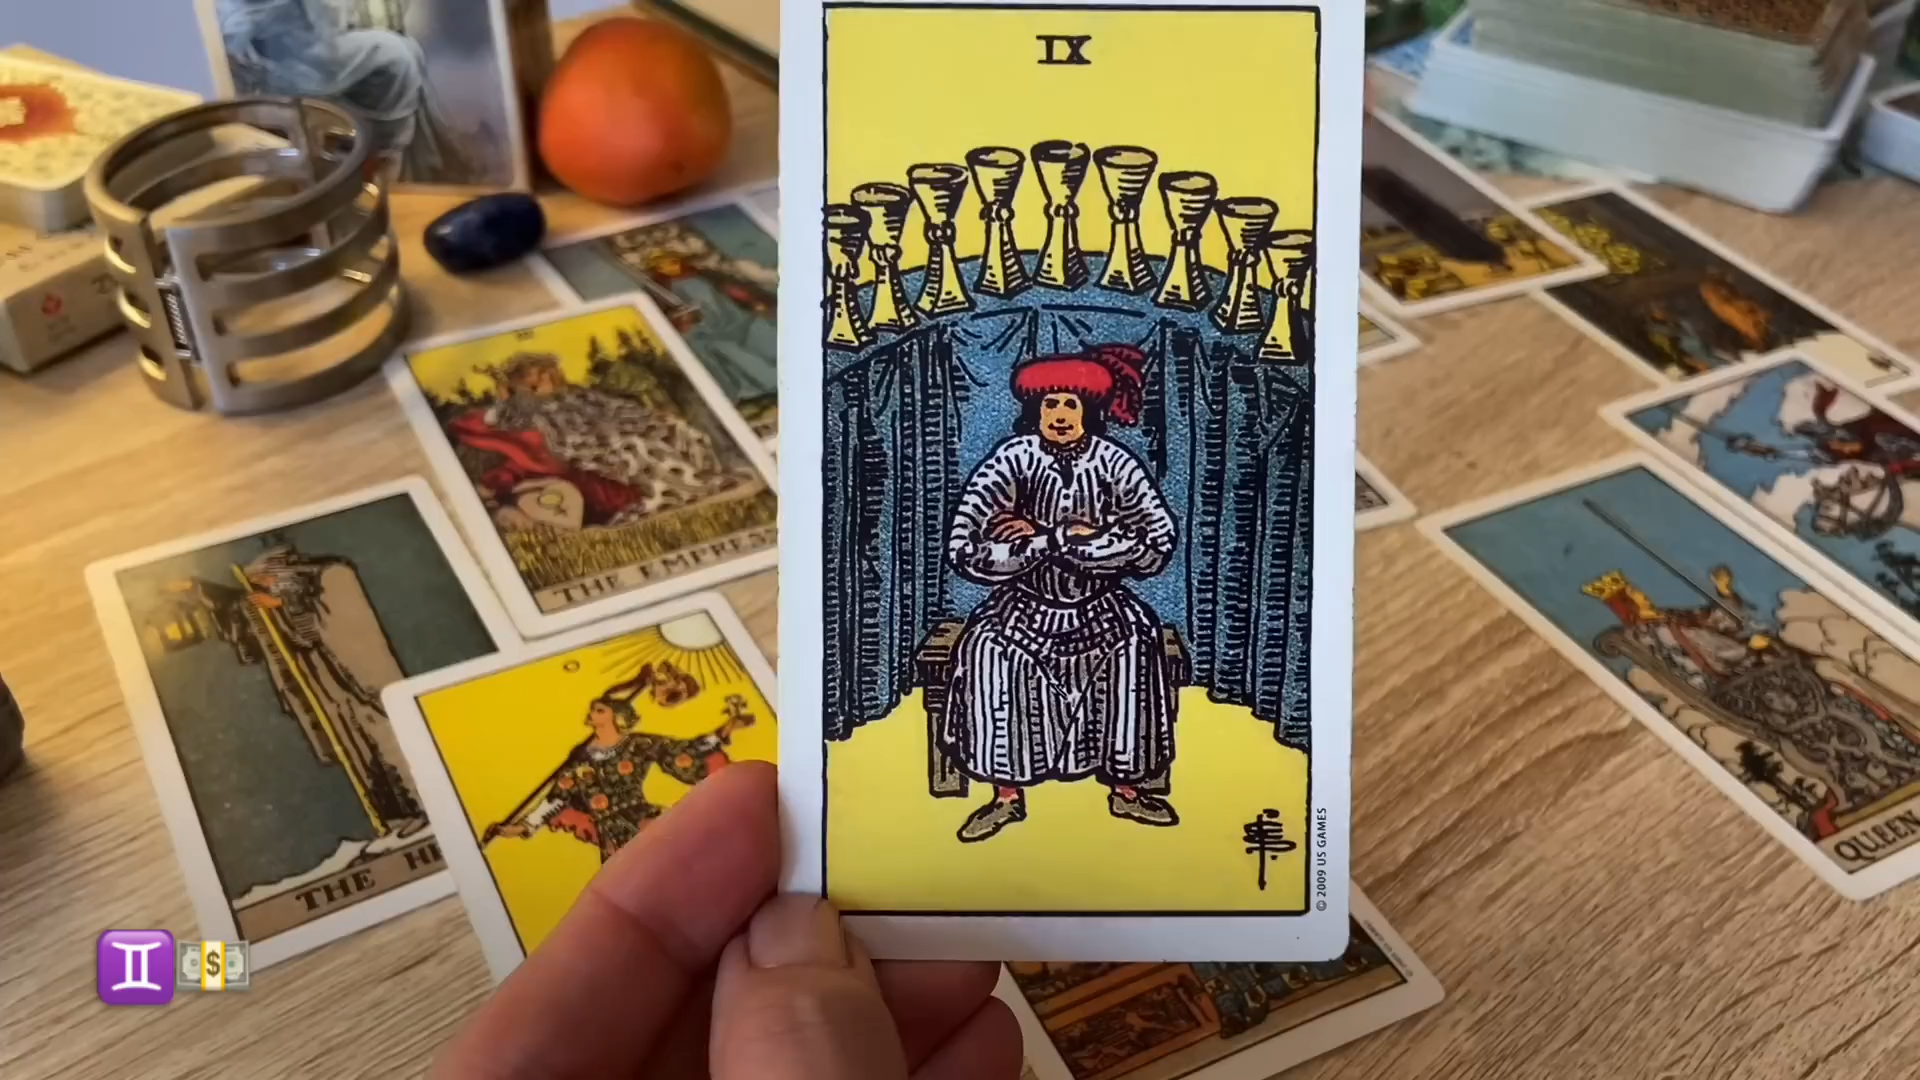 IX
THE EMPRESS
THE HE
QUEEN
© 2009 US GAMES